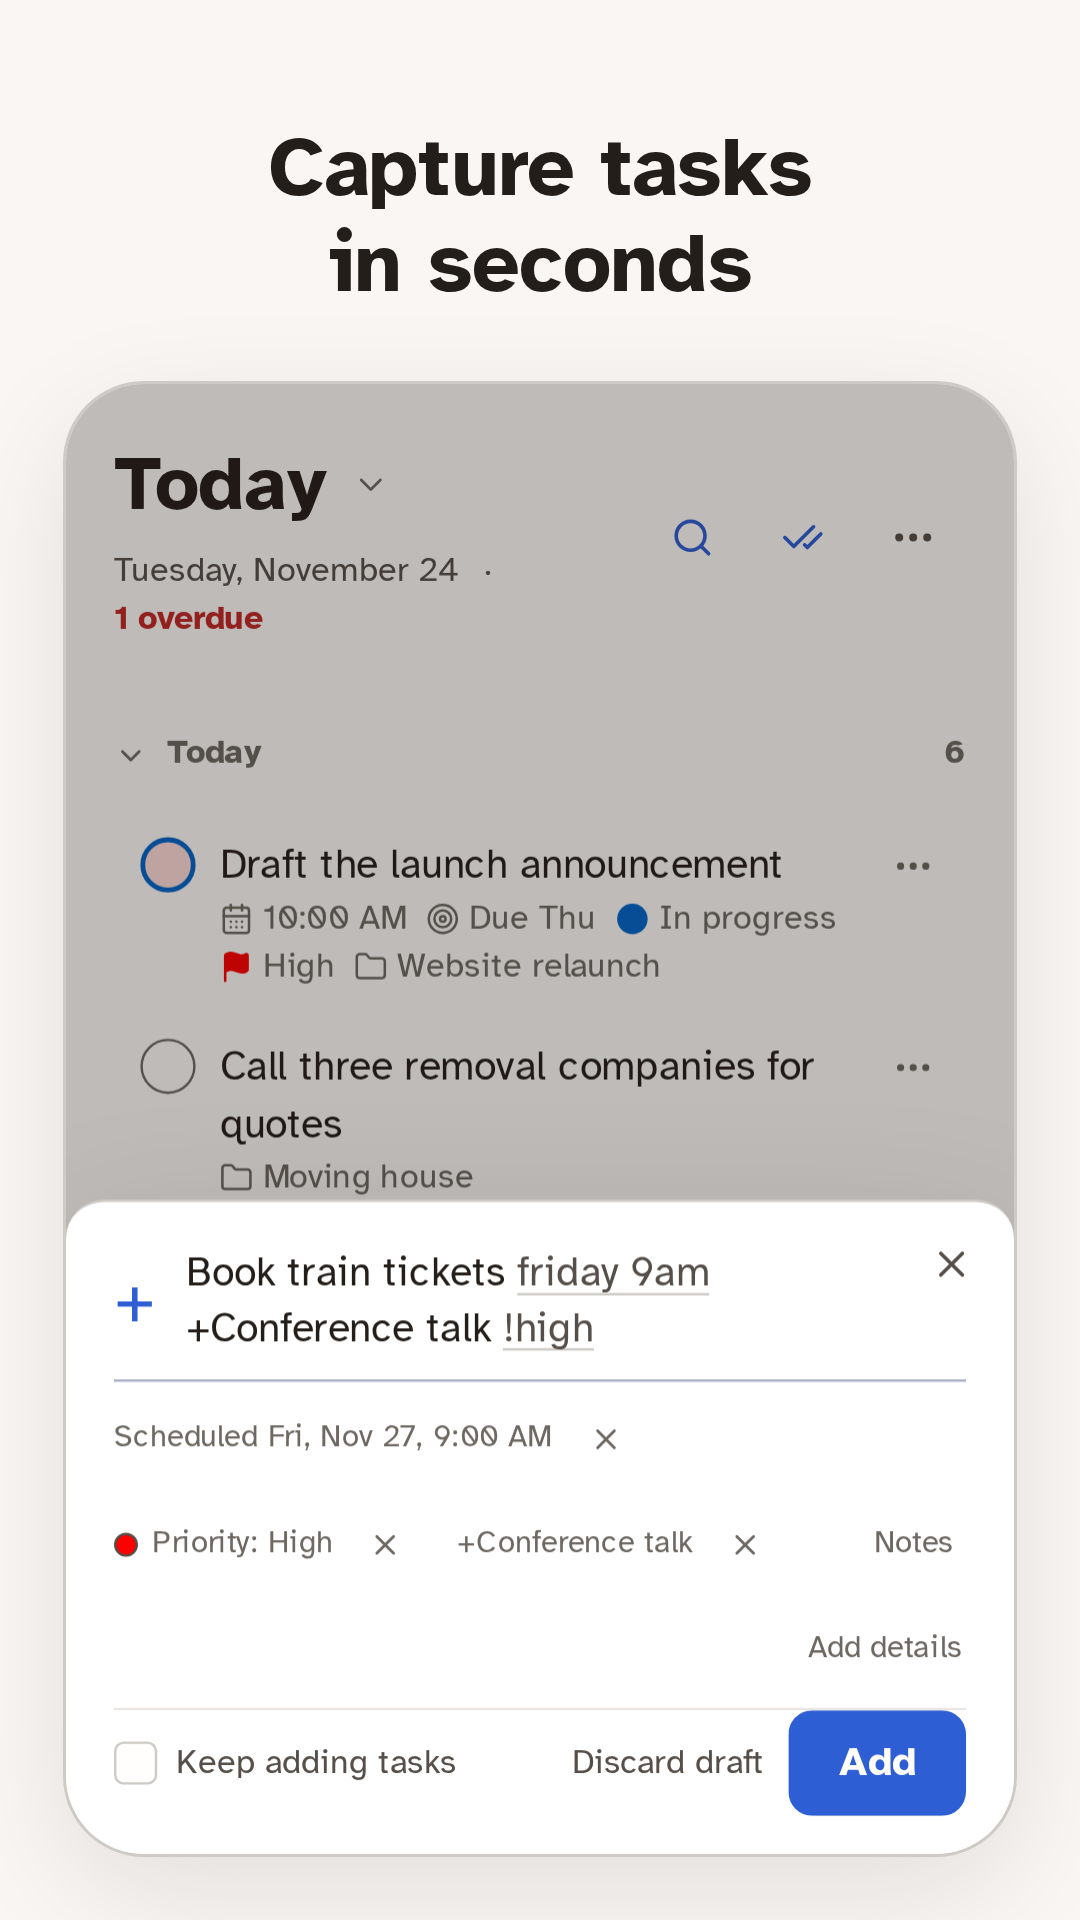 Capture tasks
in seconds
Today
Tuesday, November 24 ·
1 overdue
Today 6
Draft the launch announcement
10:00 AM Due Thu In progress
High Website relaunch
Call three removal companies for
quotes
Moving house
Book train tickets friday 9am
+Conference talk !high
Scheduled Fri, Nov 27, 9:00 AM
Priority: High +Conference talk Notes
Add details
Keep adding tasks Discard draft Add